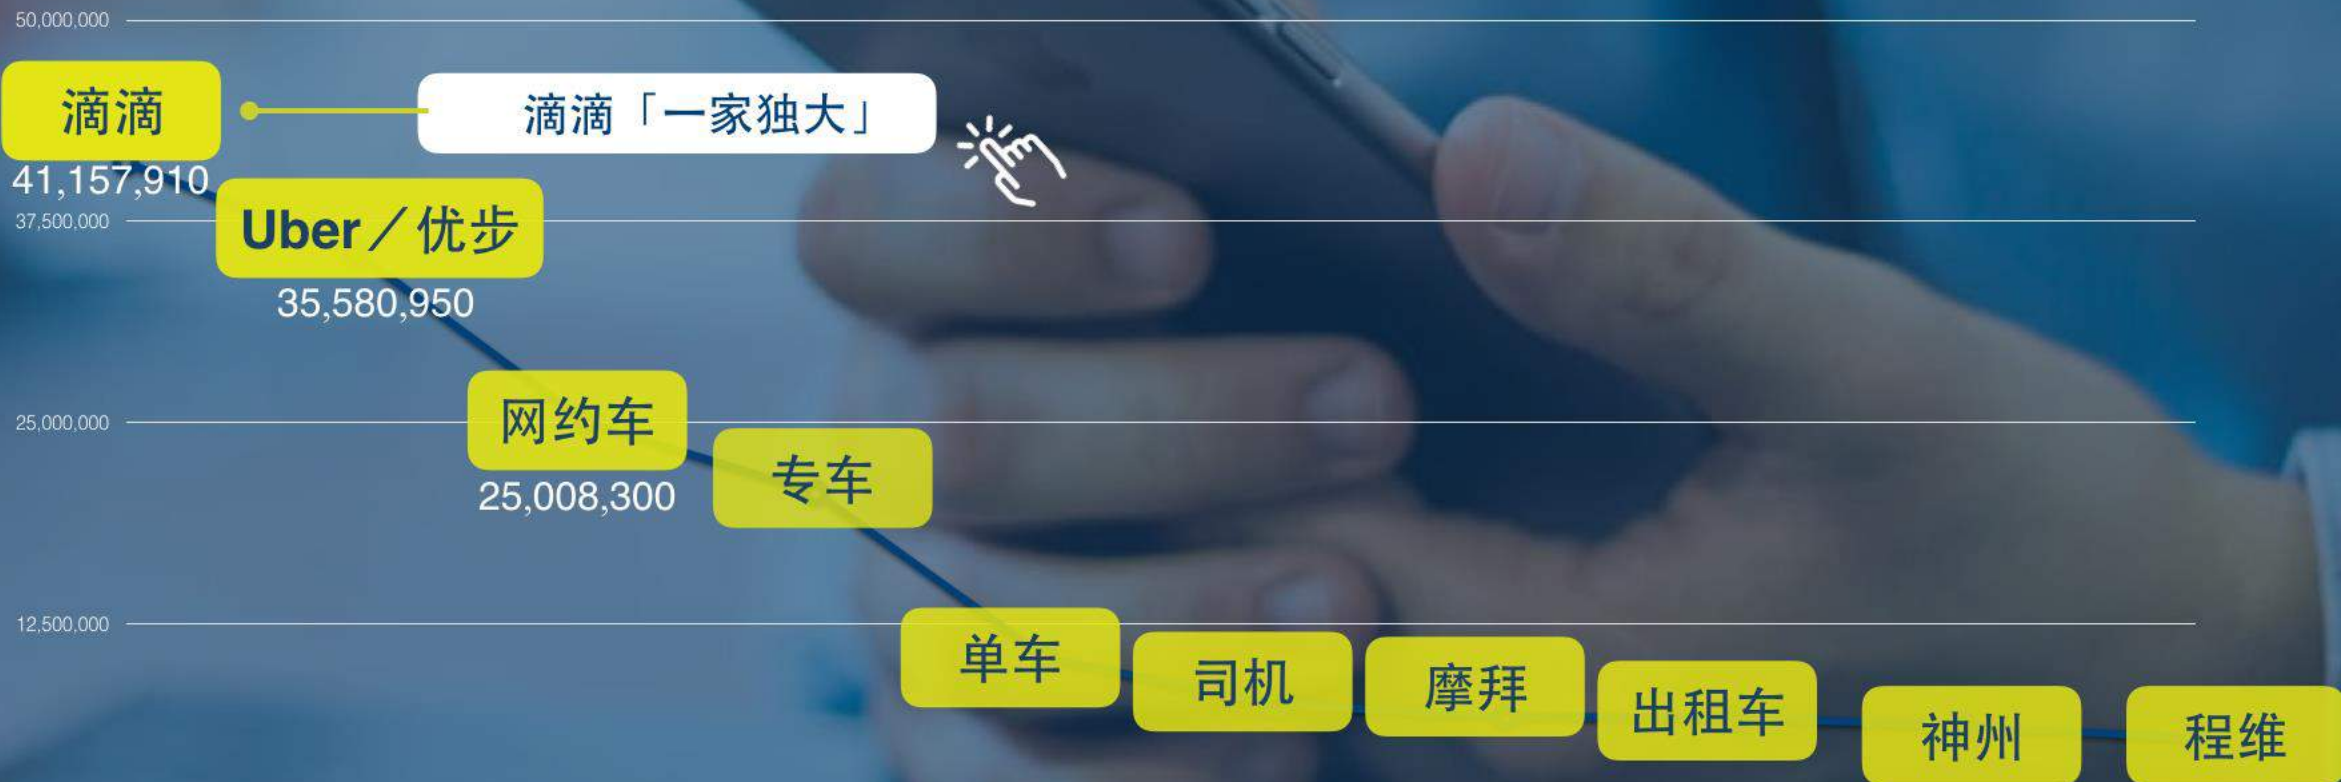 50,000,000
滴滴
滴滴「一家独大」
41,157,910
37,500,000
Uber／优步
35,580,950
25,000,000
网约车
25,008,300
专车
12,500,000
单车
司机
摩拜
出租车
神州
程维